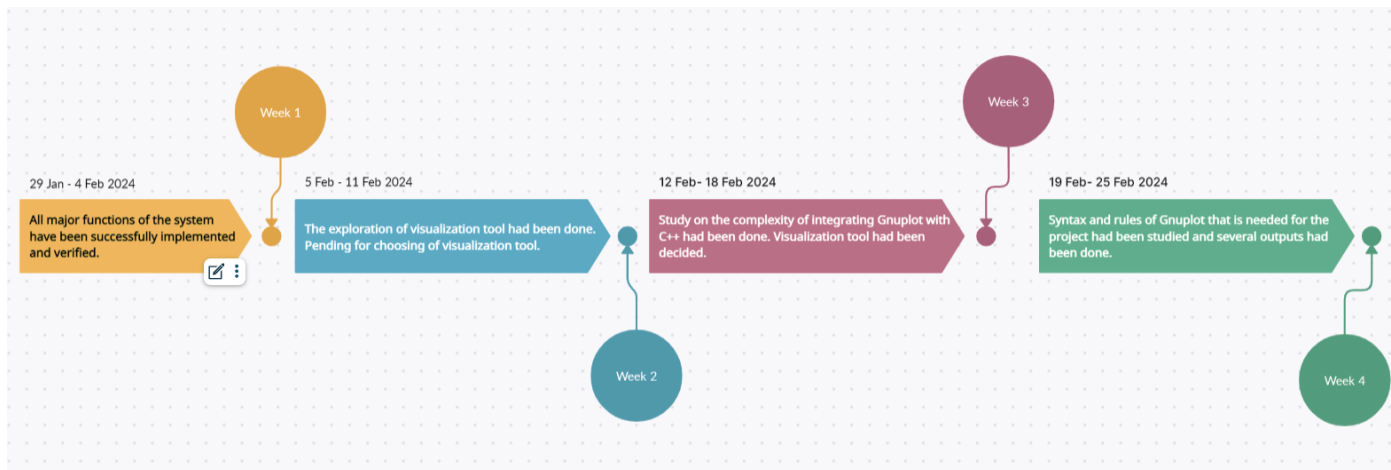 Week 1
29 Jan - 4 Feb 2024
All major functions of the system
have been successfully implemented
and verified.
5 Feb - 11 Feb 2024
The exploration of visualization tool had been done.
Pending for choosing of visualization tool.
Week 2
Week 3
12 Feb- 18 Feb 2024
Study on the complexity of integrating Gnuplot with
C++ had been done. Visualization tool had been
decided.
19 Feb- 25 Feb 2024
Syntax and rules of Gnuplot that is needed for the
project had been studied and several outputs had
been done.
Week 4